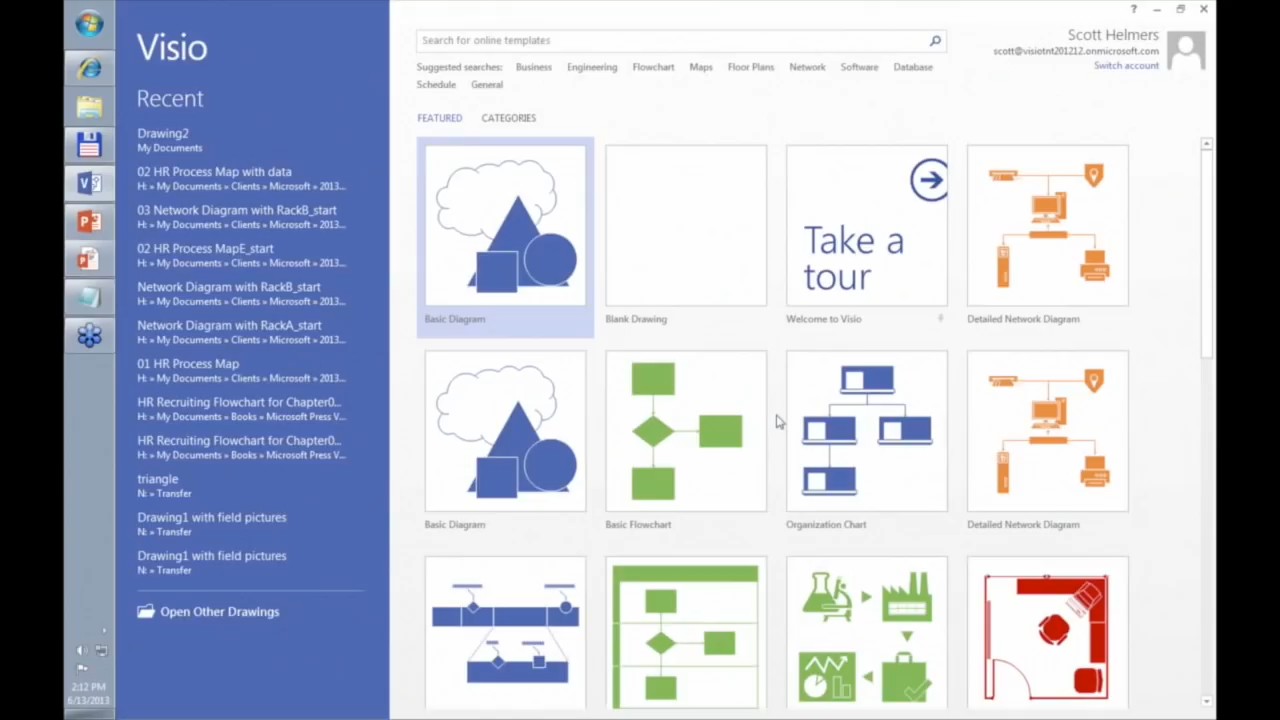 Visio
Recent
Drawing2
My Documents
02 HR Process Map with data
H: » My Documents » Clients » Microsoft » 2013...
03 Network Diagram with RackB_start
H: » My Documents » Clients » Microsoft » 2013...
02 HR Process MapE_start
H: » My Documents » Clients » Microsoft » 2013...
Network Diagram with RackB_start
H: » My Documents » Clients » Microsoft » 2013...
Network Diagram with RackA_start
H: » My Documents » Clients » Microsoft » 2013...
01 HR Process Map
H: » My Documents » Clients » Microsoft » 2013...
HR Recruiting Flowchart for Chapter0...
H: » My Documents » Books » Microsoft Press V...
HR Recruiting Flowchart for Chapter0...
H: » My Documents » Books » Microsoft Press V...
triangle
N: » Transfer
Drawing1 with field pictures
N: » Transfer
Drawing1 with field pictures
N: » Transfer
Open Other Drawings
2:12 PM
6/13/2013
?
Scott Helmers
scott@visiotnt201212.onmicrosoft.com
Switch account
Search for online templates
Suggested searches: Business Engineering Flowchart Maps Floor Plans Network Software Database
Schedule General
FEATURED CATEGORIES
Take a
tour
Basic Diagram Blank Drawing Welcome to Visio Detailed Network Diagram
Basic Diagram Basic Flowchart Organization Chart Detailed Network Diagram